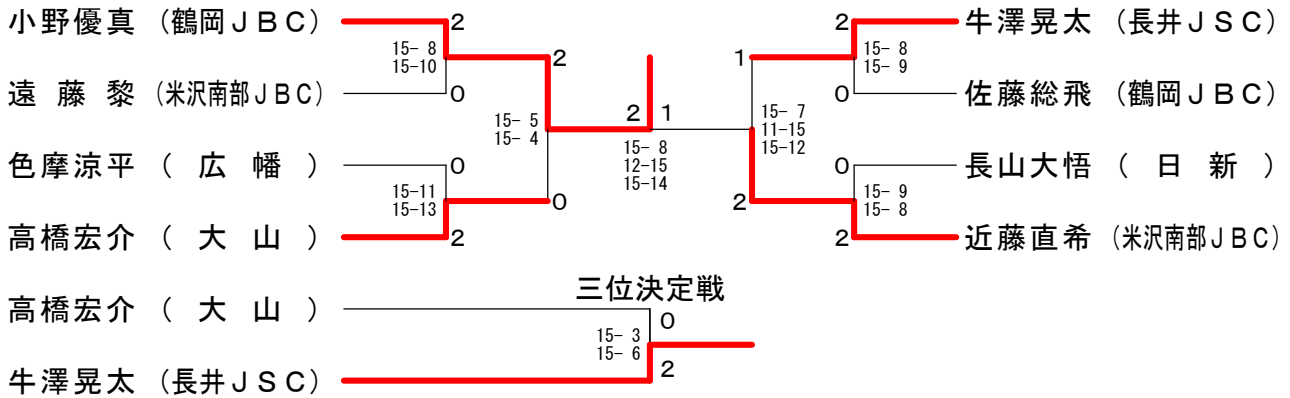 小野優真 (鶴岡JBC) 2 2 牛澤晃太 (長井JSC)
15- 8 2 1 15- 8
15-10 15- 9
遠藤黎 (米沢南部JBC) 0 0 佐藤総飛 (鶴岡JBC)
15- 5 2 1 15- 7
15- 4 15- 8 11-15
12-15 15-12
15-14
色摩涼平 (広幡) 0 0 長山大悟 (日新)
15-11 0 2 15- 9
15-13 15- 8
高橋宏介 (大山) 2 2 近藤直希 (米沢南部JBC)
三位決定戦
高橋宏介 (大山) 0
15- 3
15- 6
牛澤晃太 (長井JSC) 2